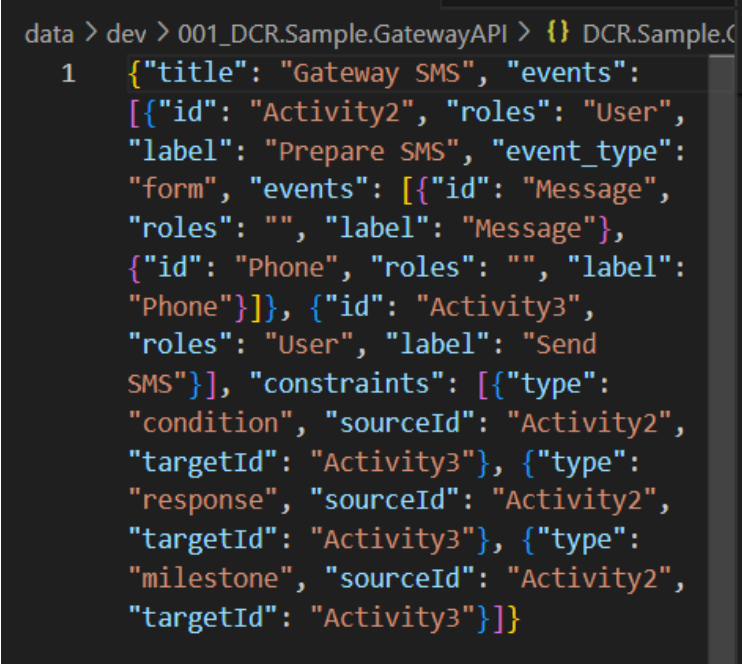 data > dev > 001_DCR.Sample.GatewayAPI > {} DCR.Sample.
1 {"title": "Gateway SMS", "events":
[{"id": "Activity2", "roles": "User",
"label": "Prepare SMS", "event_type":
"form", "events": [{"id": "Message",
"roles": "", "label": "Message"},
{"id": "Phone", "roles": "", "label":
"Phone"}]}, {"id": "Activity3",
"roles": "User", "label": "Send
SMS"}], "constraints": [{"type":
"condition", "sourceId": "Activity2",
"targetId": "Activity3"}, {"type":
"response", "sourceId": "Activity2",
"targetId": "Activity3"}, {"type":
"milestone", "sourceId": "Activity2",
"targetId": "Activity3"}]}